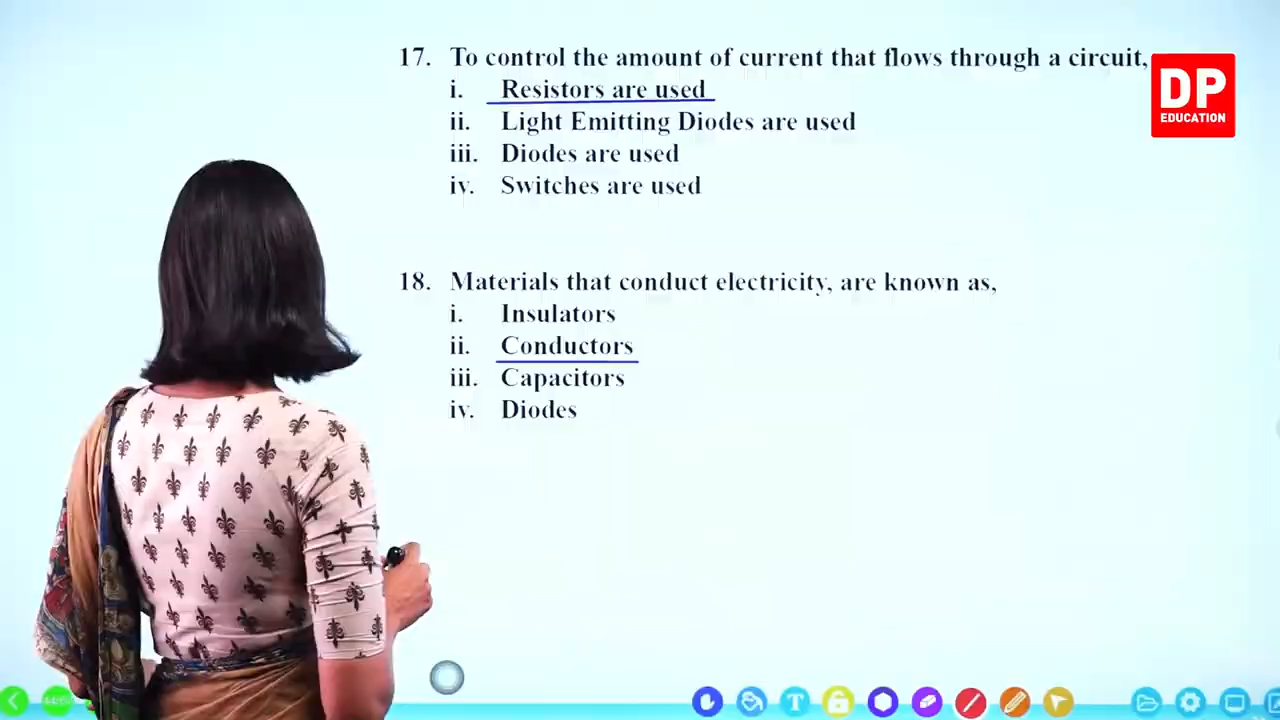 17. To control the amount of current that flows through a circuit,
i. Resistors are used
ii. Light Emitting Diodes are used
iii. Diodes are used
iv. Switches are used
DP
EDUCATION
18. Materials that conduct electricity, are known as,
i. Insulators
ii. Conductors
iii. Capacitors
iv. Diodes
T